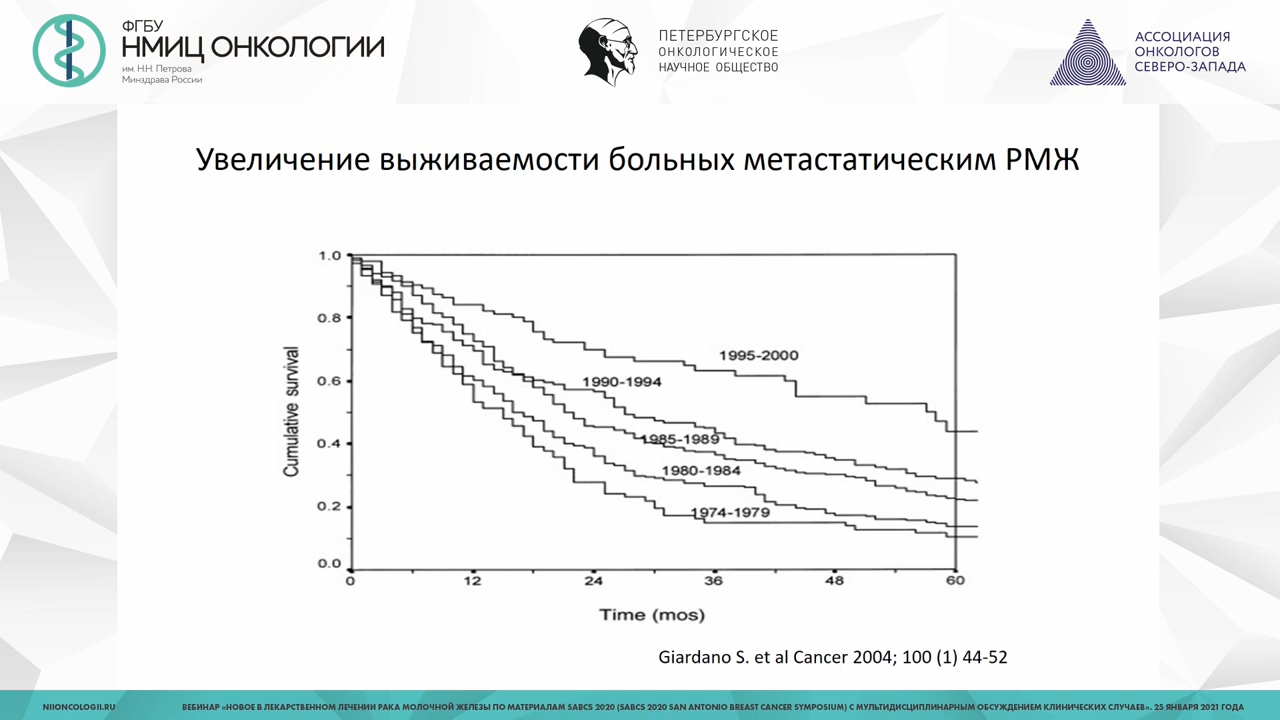 ФГБУ
НМИЦ ОНКОЛОГИИ
им. Н.Н. Петрова
Минздрава России
ПЕТЕРБУРГСКОЕ
ОНКОЛОГИЧЕСКОЕ
НАУЧНОЕ ОБЩЕСТВО
АССОЦИАЦИЯ
ОНКОЛОГОВ
СЕВЕРО-ЗАПАДА
Увеличение выживаемости больных метастатическим РМЖ
Cumulative survival
1.0
0.8
0.6
0.4
0.2
0.0
1995-2000
1990-1994
1985-1989
1980-1984
1974-1979
0 12 24 36 48 60
Time (mos)
Giardano S. et al Cancer 2004; 100 (1) 44-52
NIIONCOLOGII.RU
ВЕБИНАР «НОВОЕ В ЛЕКАРСТВЕННОМ ЛЕЧЕНИИ РАКА МОЛОЧНОЙ ЖЕЛЕЗЫ ПО МАТЕРИАЛАМ SABCS 2020 (SABCS 2020 SAN ANTONIO BREAST CANCER SYMPOSIUM) С МУЛЬТИДИСЦИПЛИНАРНЫМ ОБСУЖДЕНИЕМ КЛИНИЧЕСКИХ СЛУЧАЕВ». 25 ЯНВАРЯ 2021 ГОДА